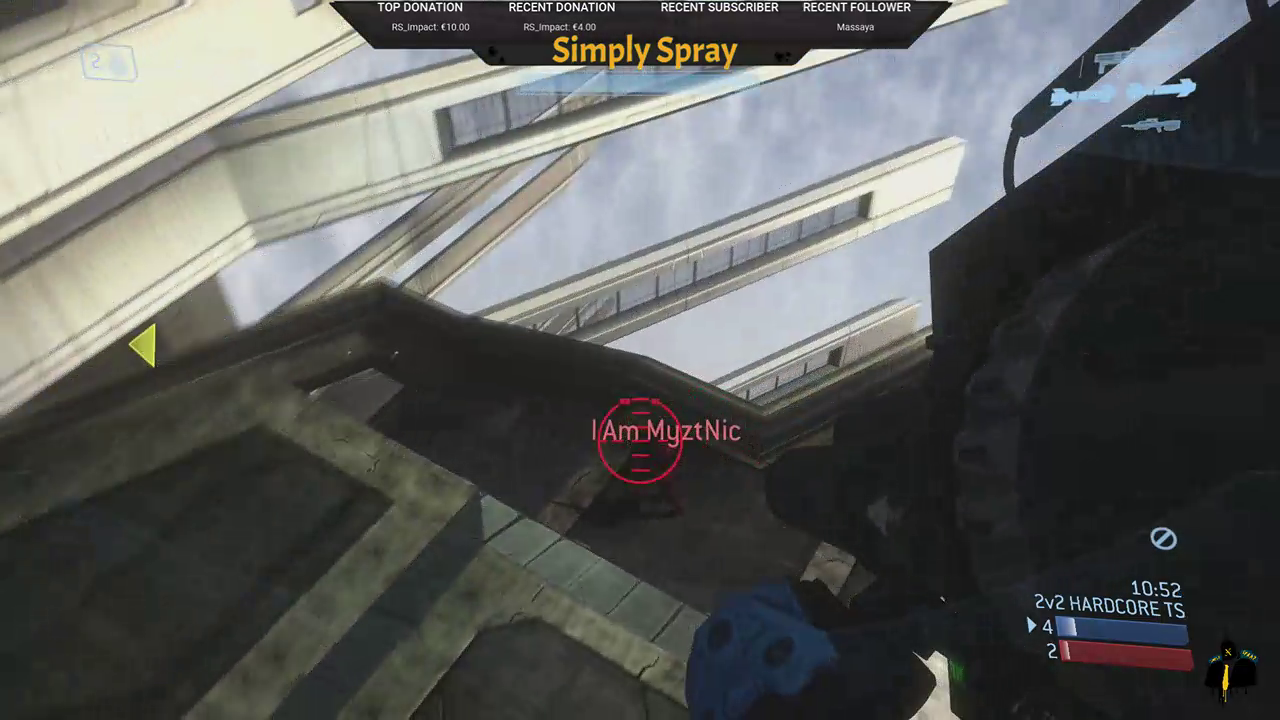 TOP DONATION
RECENT DONATION
RECENT SUBSCRIBER
RECENT FOLLOWER
RS_Impact: €10.00
RS_Impact: €4.00
Massaya
Simply Spray
2
I Am MyztNic
10:52
2v2 HARDCORE TS
4
2